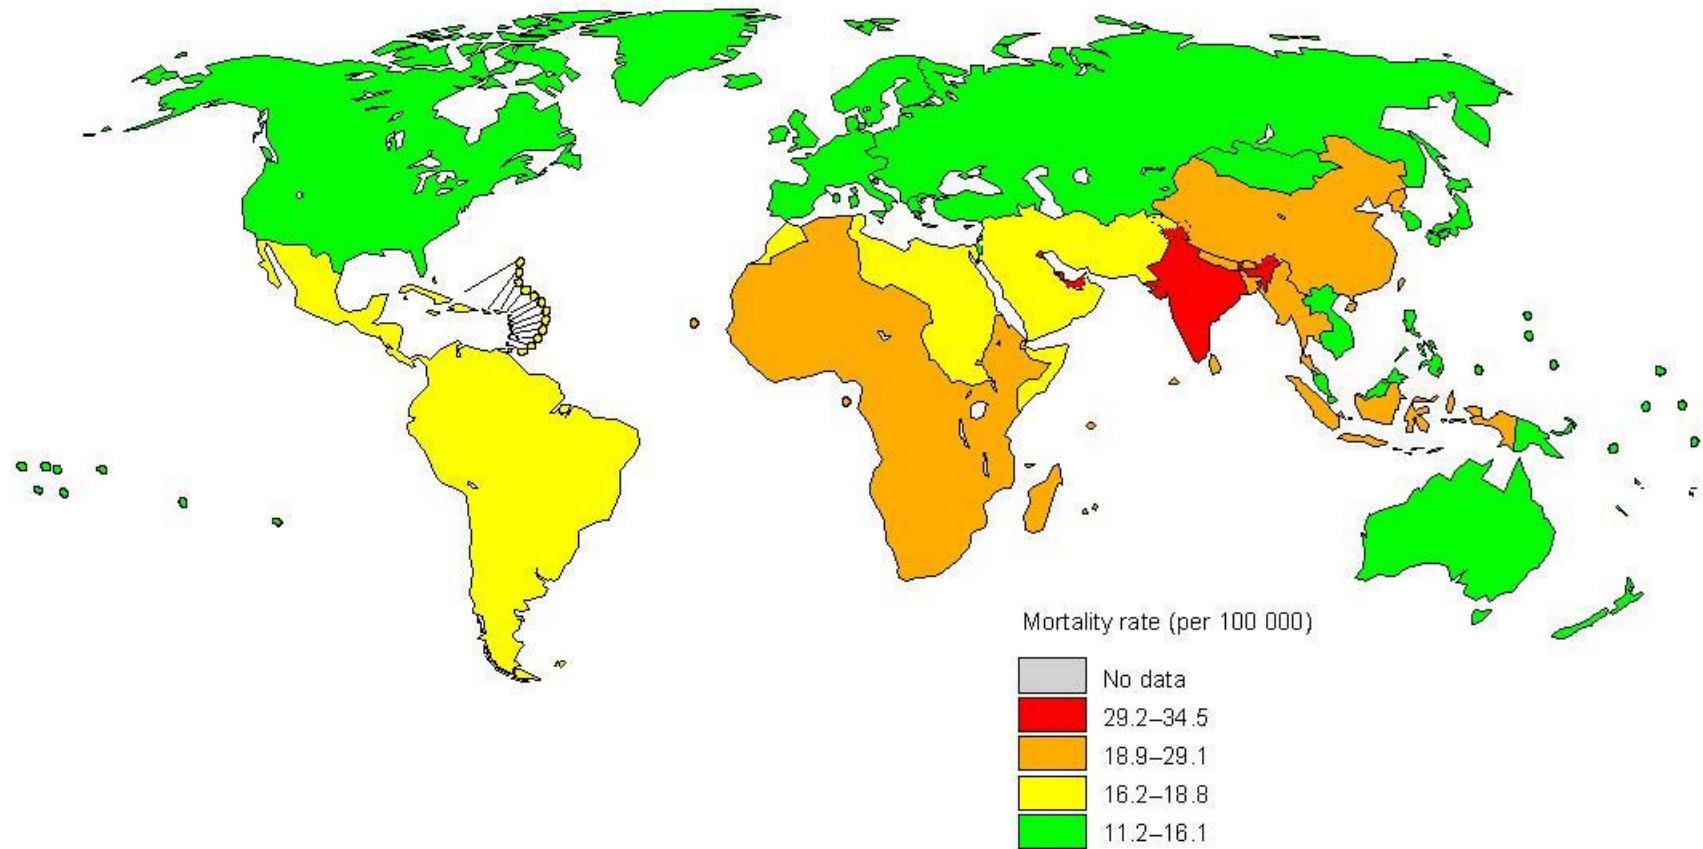 Mortality rate (per 100 000)
No data
29.2–34.5
18.9–29.1
16.2–18.8
11.2–16.1